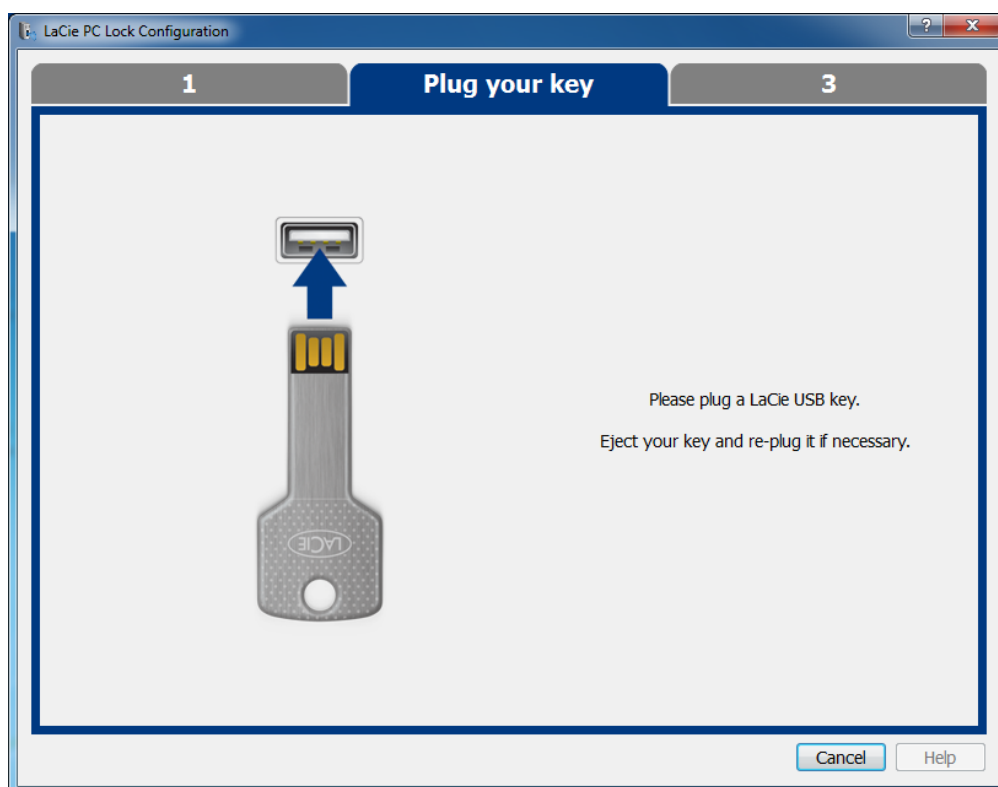 LaCie PC Lock Configuration
? X
1 Plug your key 3
Please plug a LaCie USB key.
Eject your key and re-plug it if necessary.
LACIE
Cancel Help